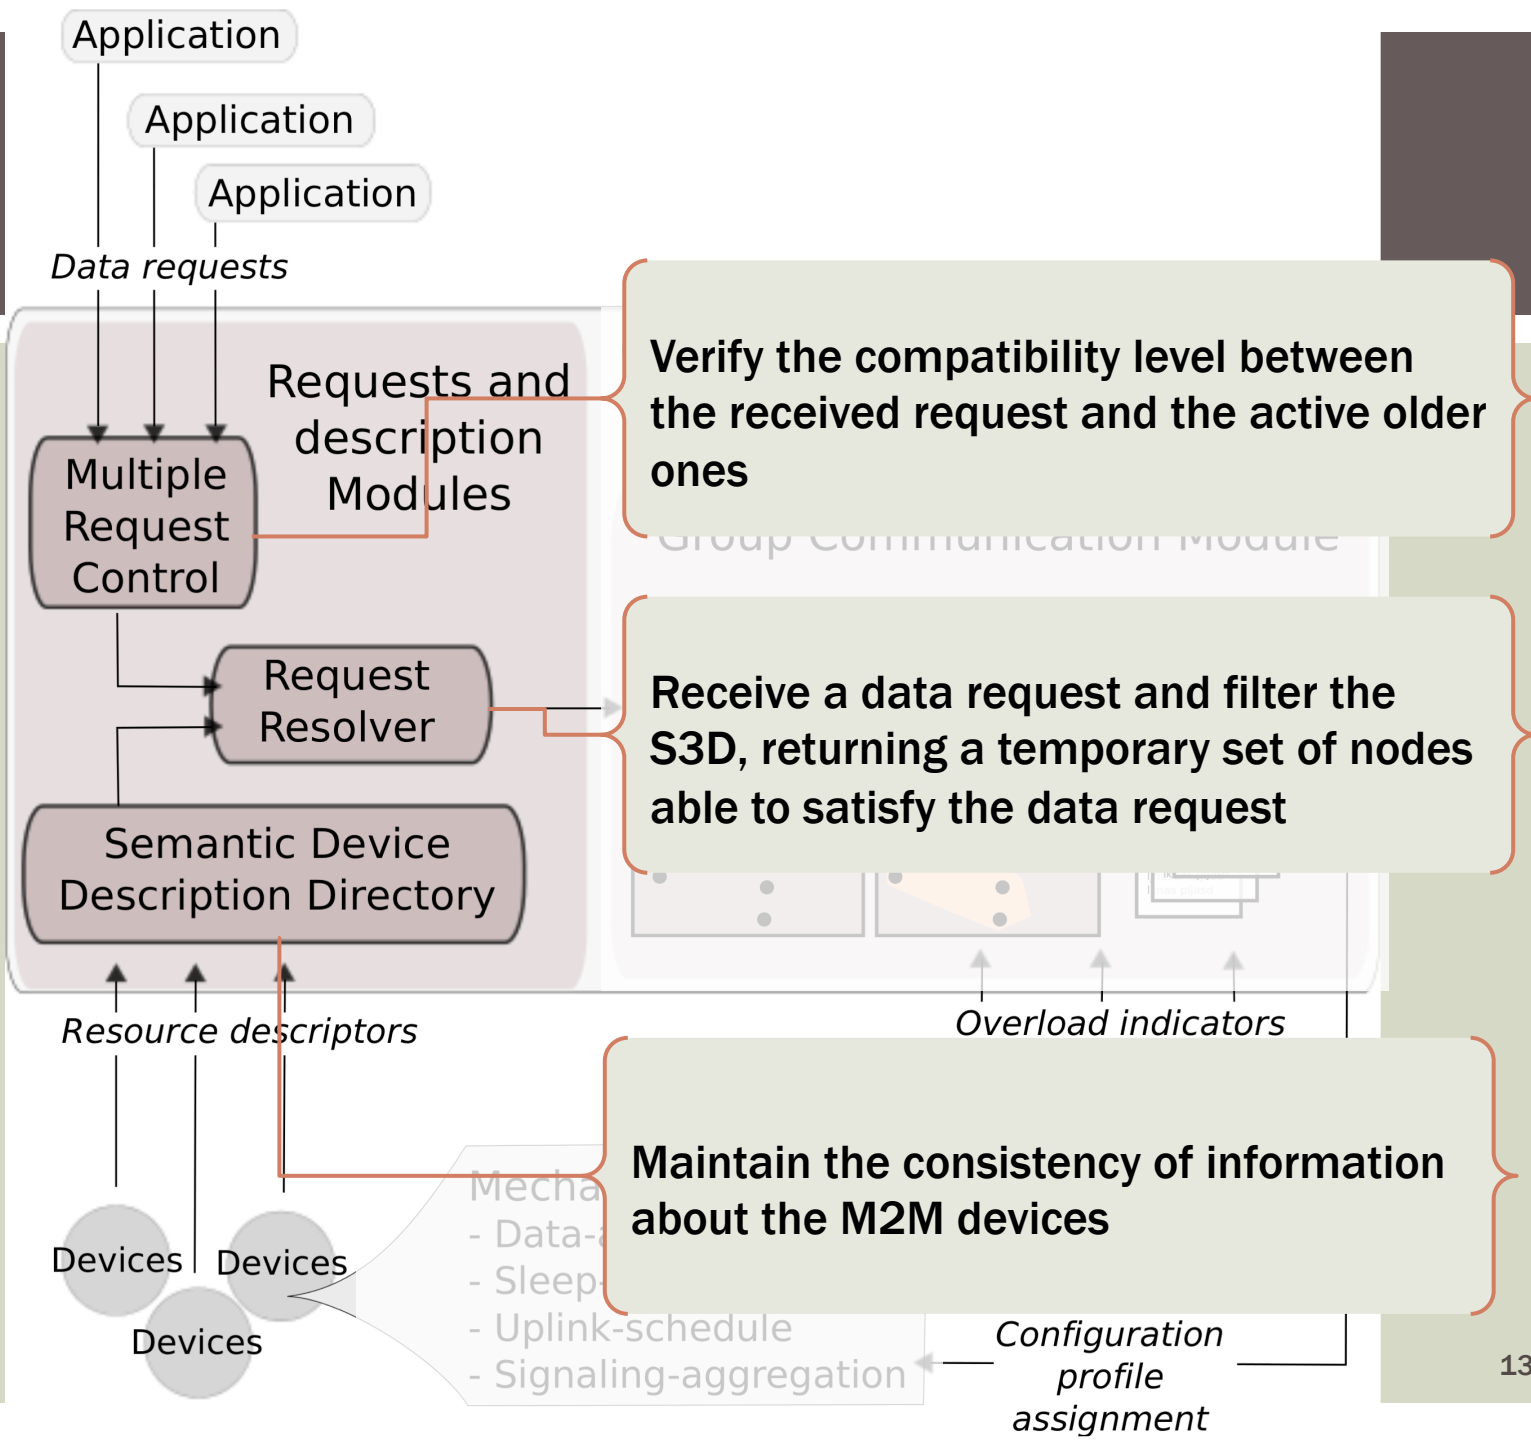 Application
Application
Application
Data requests
Requests and
description
Modules
Multiple
Request
Control
Request
Resolver
Semantic Device
Description Directory
Resource descriptors
Devices
Devices
Devices
Verify the compatibility level between
the received request and the active older
ones
Group Communication Module
Receive a data request and filter the
S3D, returning a temporary set of nodes
able to satisfy the data request
Overload indicators
Maintain the consistency of information
about the M2M devices
- Uplink-schedule
- Signaling-aggregation
Configuration
profile
assignment
13